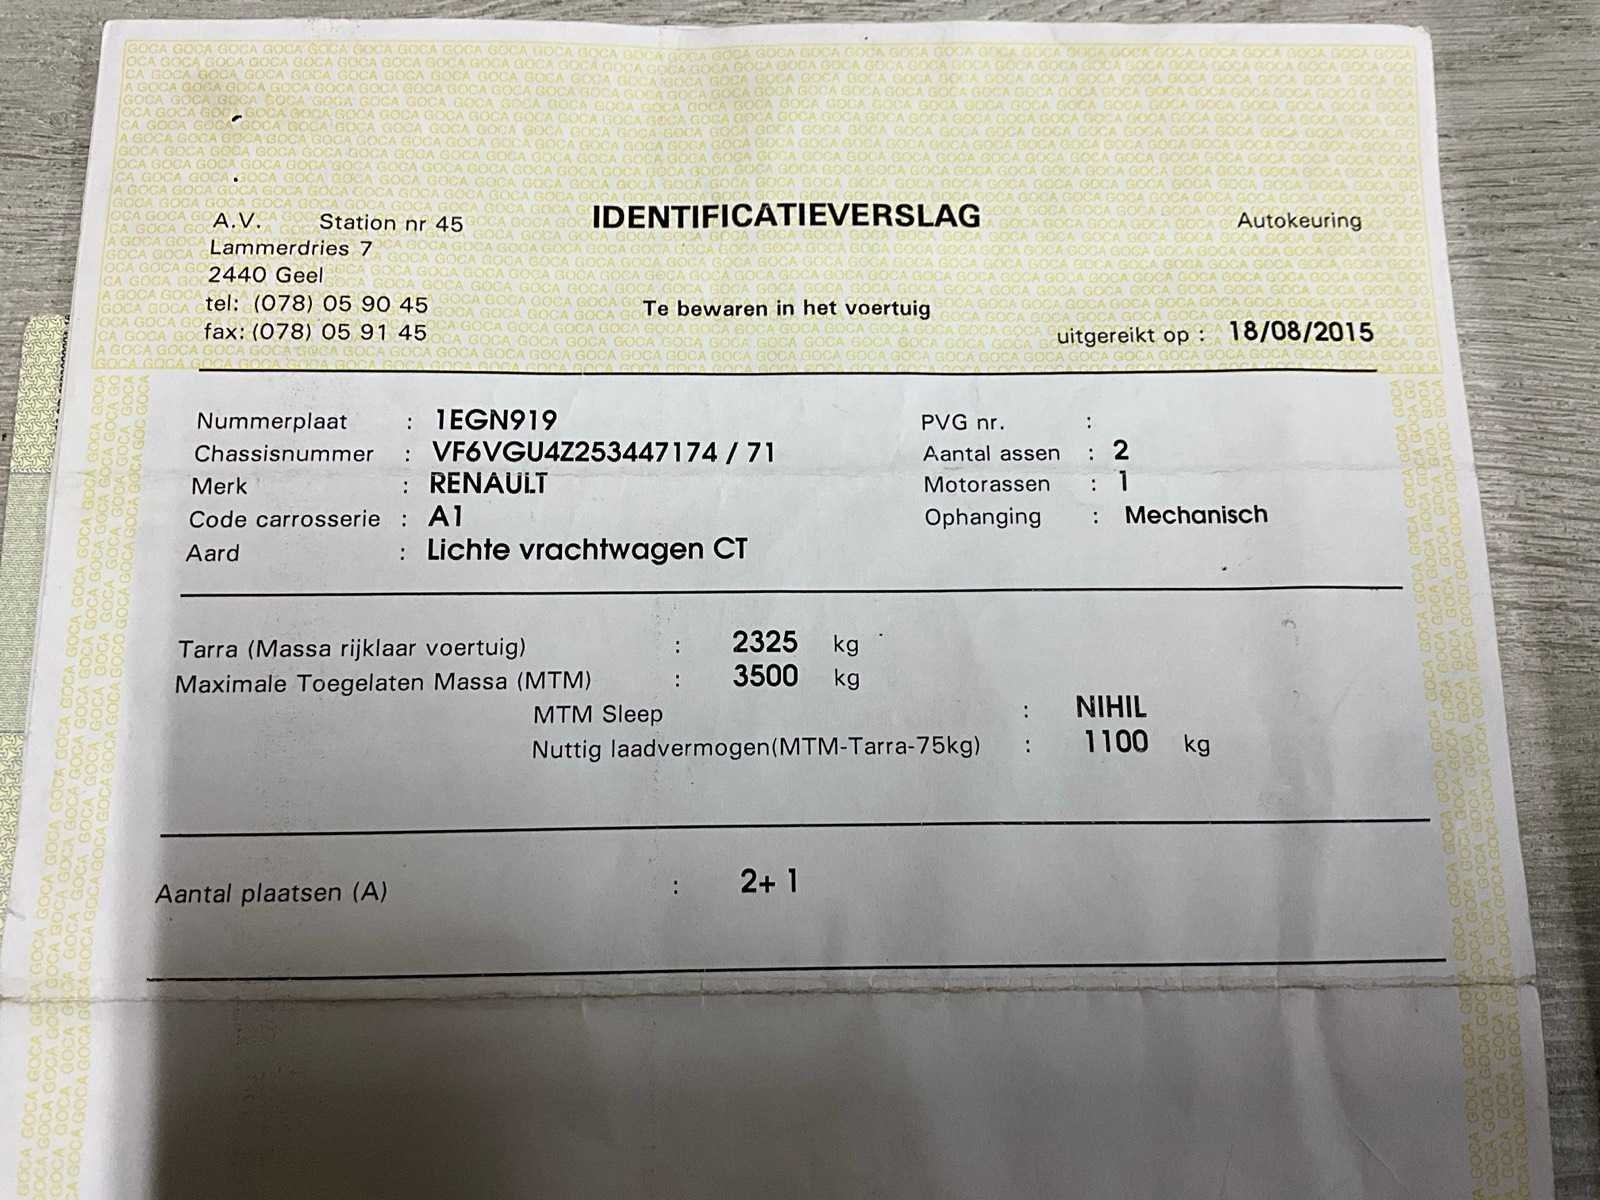 A.V. Station nr 45 IDENTIFICATIEVERSLAG Autokeuring
Lammerdries 7
2440 Geel
tel: (078) 05 90 45 Te bewaren in het voertuig
fax: (078) 05 91 45 uitgereikt op : 18/08/2015
Nummerplaat : 1EGN919 PVG nr. :
Chassisnummer : VF6VGU4Z253447174 / 71 Aantal assen : 2
Merk : RENAULT Motorassen : 1
Code carrosserie : A1 Ophanging : Mechanisch
Aard : Lichte vrachtwagen CT
Tarra (Massa rijklaar voertuig) : 2325 kg
Maximale Toegelaten Massa (MTM) : 3500 kg
MTM Sleep : NIHIL
Nuttig laadvermogen(MTM-Tarra-75kg) : 1100 kg
Aantal plaatsen (A) : 2+ 1